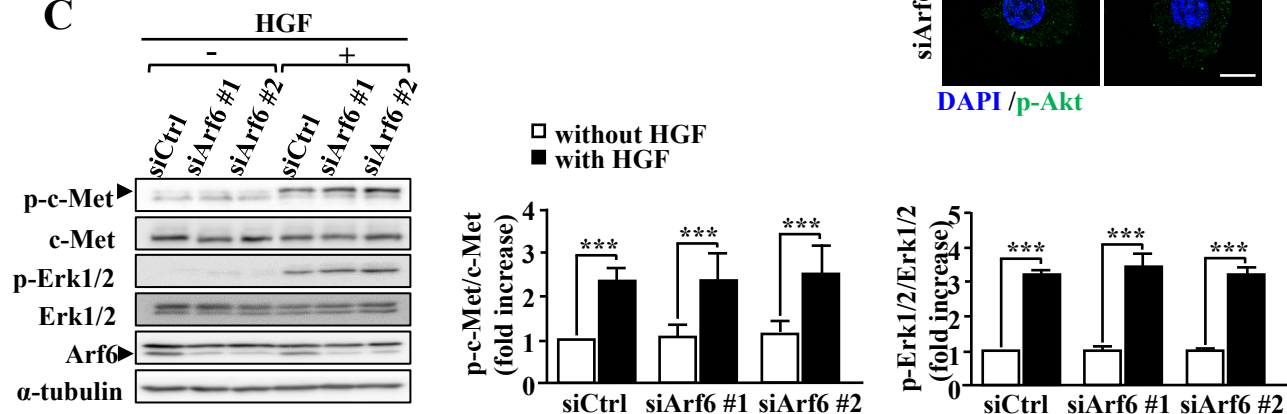 C
HGF
- +
siCtrl siArf6 #1 siArf6 #2 siCtrl siArf6 #1 siArf6 #2
p-c-Met
c-Met
p-Erk1/2
Erk1/2
Arf6
α-tubulin
DAPI /p-Akt
without HGF
with HGF
p-c-Met/c-Met
(fold increase)
4
3
2
1
0
*** *** ***
siCtrl siArf6 #1 siArf6 #2
p-Erk1/2/Erk1/2
(fold increase)
5
4
3
2
1
0
*** *** ***
siCtrl siArf6 #1 siArf6 #2